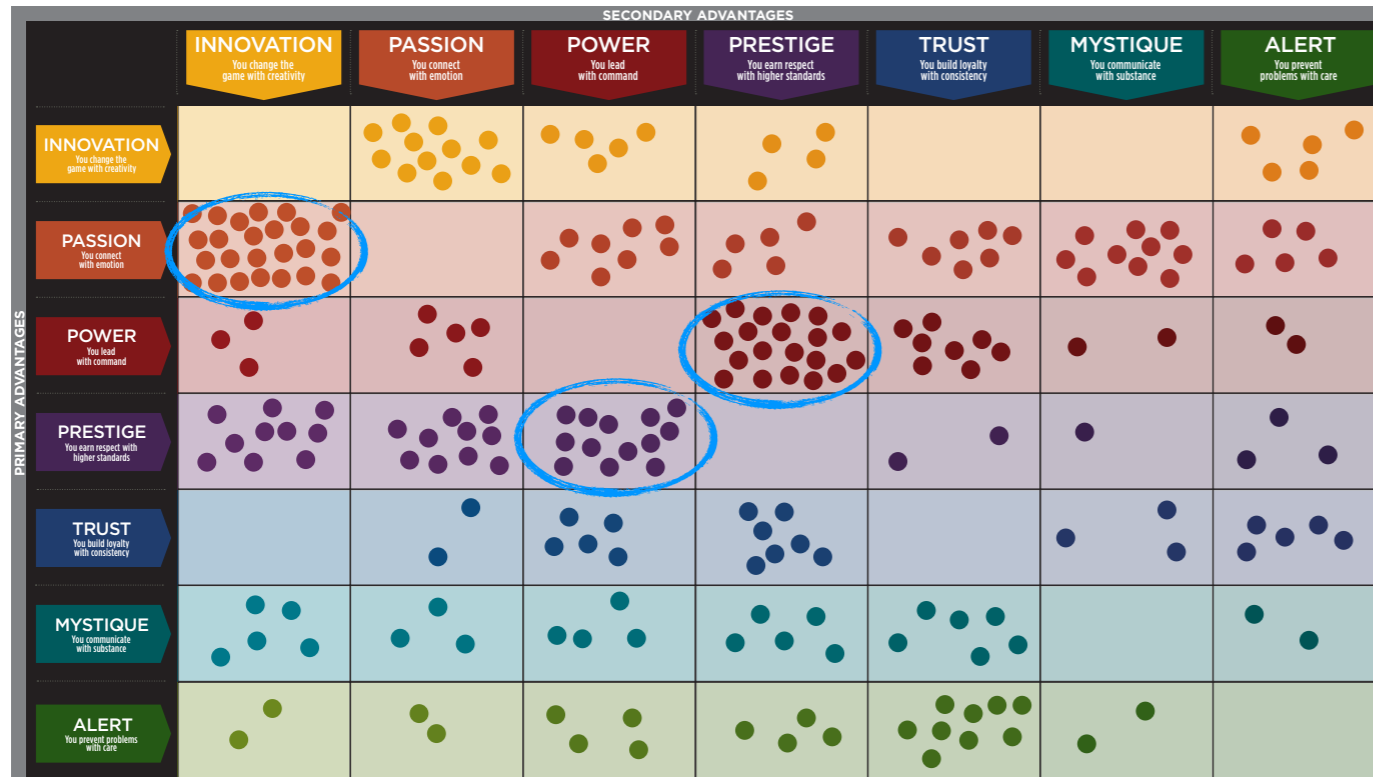 SECONDARY ADVANTAGES
INNOVATION
You change the
game with creativity
PASSION
You connect
with emotion
POWER
You lead
with command
PRESTIGE
You earn respect
with higher standards
TRUST
You build loyalty
with consistency
MYSTIQUE
You communicate
with substance
ALERT
You prevent
problems with care
PRIMARY ADVANTAGES
INNOVATION
You change the
game with creativity
PASSION
You connect
with emotion
POWER
You lead
with command
PRESTIGE
You earn respect with
higher standards
TRUST
You build loyalty
with consistency
MYSTIQUE
You communicate
with substance
ALERT
You prevent problems
with care